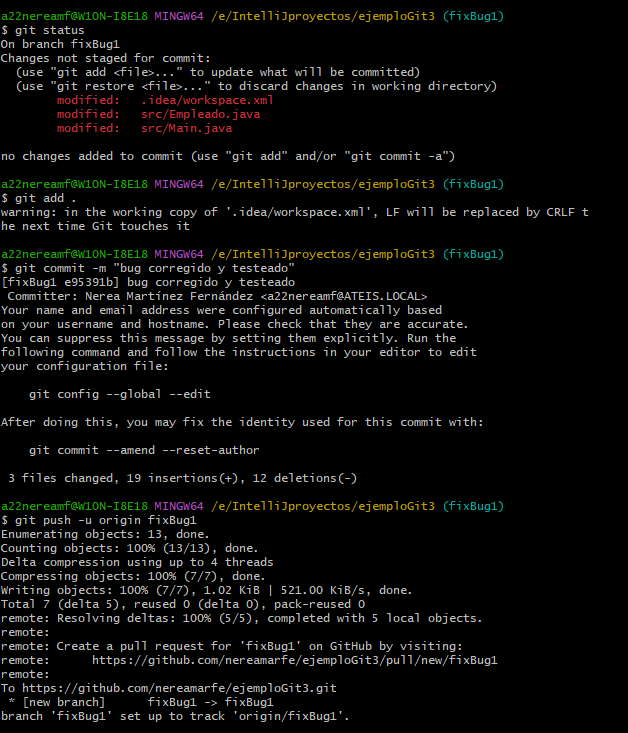 a22nereamf@W10N-I8E18 MINGW64 /e/IntelliJproyectos/ejemploGit3 (fixBug1)
$ git status
On branch fixBug1
Changes not staged for commit:
  (use "git add <file>..." to update what will be committed)
  (use "git restore <file>..." to discard changes in working directory)
        modified:   .idea/workspace.xml
        modified:   src/Empleado.java
        modified:   src/Main.java

no changes added to commit (use "git add" and/or "git commit -a")

a22nereamf@W10N-I8E18 MINGW64 /e/IntelliJproyectos/ejemploGit3 (fixBug1)
$ git add .
warning: in the working copy of '.idea/workspace.xml', LF will be replaced by CRLF t
he next time Git touches it

a22nereamf@W10N-I8E18 MINGW64 /e/IntelliJproyectos/ejemploGit3 (fixBug1)
$ git commit -m "bug corregido y testeado"
[fixBug1 e95391b] bug corregido y testeado
 Committer: Nerea Martínez Fernández <a22nereamf@ATEIS.LOCAL>
Your name and email address were configured automatically based
on your username and hostname. Please check that they are accurate.
You can suppress this message by setting them explicitly. Run the
following command and follow the instructions in your editor to edit
your configuration file:

    git config --global --edit

After doing this, you may fix the identity used for this commit with:

    git commit --amend --reset-author

 3 files changed, 19 insertions(+), 12 deletions(-)

a22nereamf@W10N-I8E18 MINGW64 /e/IntelliJproyectos/ejemploGit3 (fixBug1)
$ git push -u origin fixBug1
Enumerating objects: 13, done.
Counting objects: 100% (13/13), done.
Delta compression using up to 4 threads
Compressing objects: 100% (7/7), done.
Writing objects: 100% (7/7), 1.02 KiB | 521.00 KiB/s, done.
Total 7 (delta 5), reused 0 (delta 0), pack-reused 0
remote: Resolving deltas: 100% (5/5), completed with 5 local objects.
remote:
remote: Create a pull request for 'fixBug1' on GitHub by visiting:
remote:      https://github.com/nereamarfe/ejemploGit3/pull/new/fixBug1
remote:
To https://github.com/nereamarfe/ejemploGit3.git
 * [new branch]      fixBug1 -> fixBug1
branch 'fixBug1' set up to track 'origin/fixBug1'.